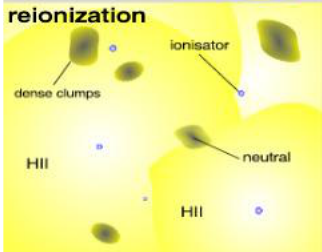 reionization
ionisator
dense clumps
neutral
HII
HII